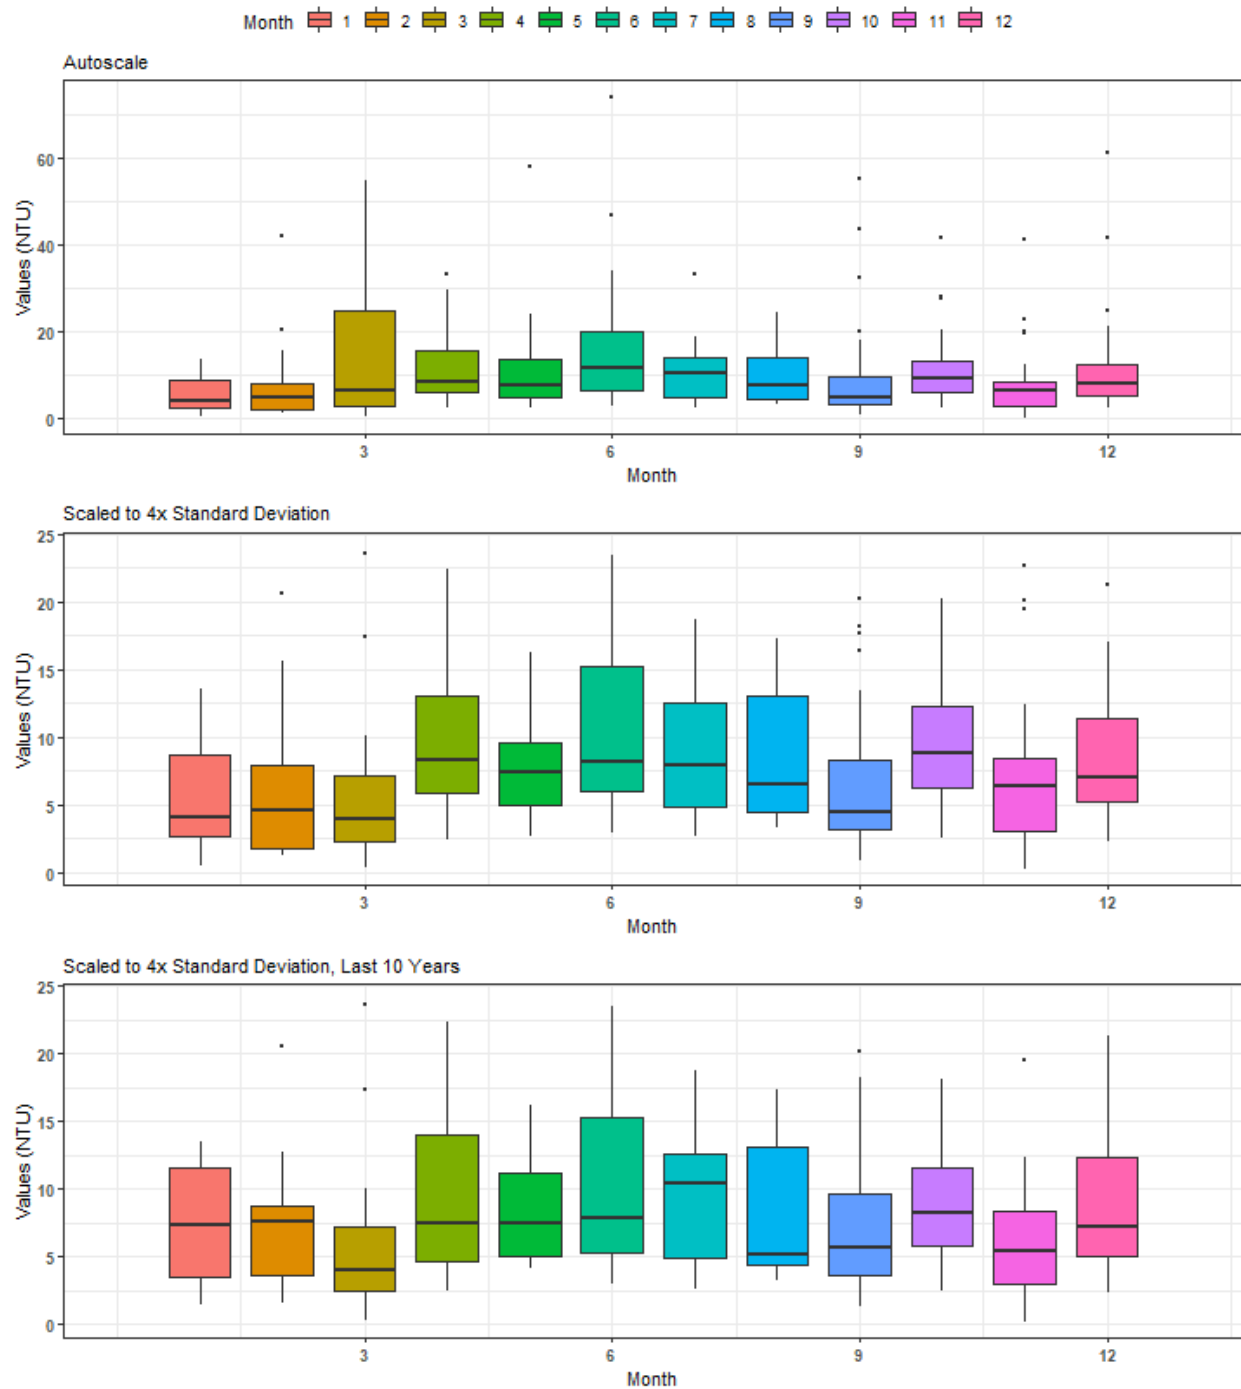 Month 1 2 3 4 5 6 7 8 9 10 11 12
Autoscale
Values (NTU)
60
40
20
0
3 6 9 12
Month
Scaled to 4x Standard Deviation
Values (NTU)
25
20
15
10
5
0
3 6 9 12
Month
Scaled to 4x Standard Deviation, Last 10 Years
Values (NTU)
25
20
15
10
5
0
3 6 9 12
Month